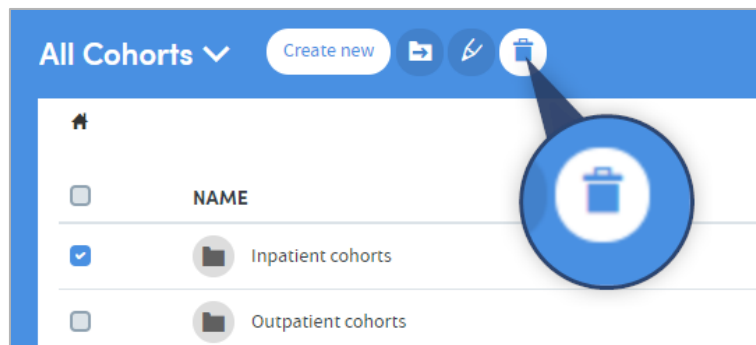 All Cohorts
Create new
NAME
Inpatient cohorts
Outpatient cohorts